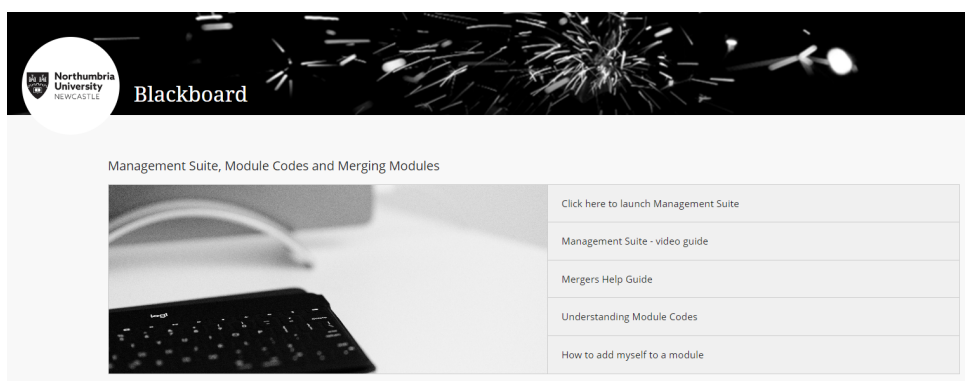 Northumbria
University
NEWCASTLE
Blackboard
Management Suite, Module Codes and Merging Modules
Click here to launch Management Suite
Management Suite - video guide
Mergers Help Guide
Understanding Module Codes
How to add myself to a module
logi